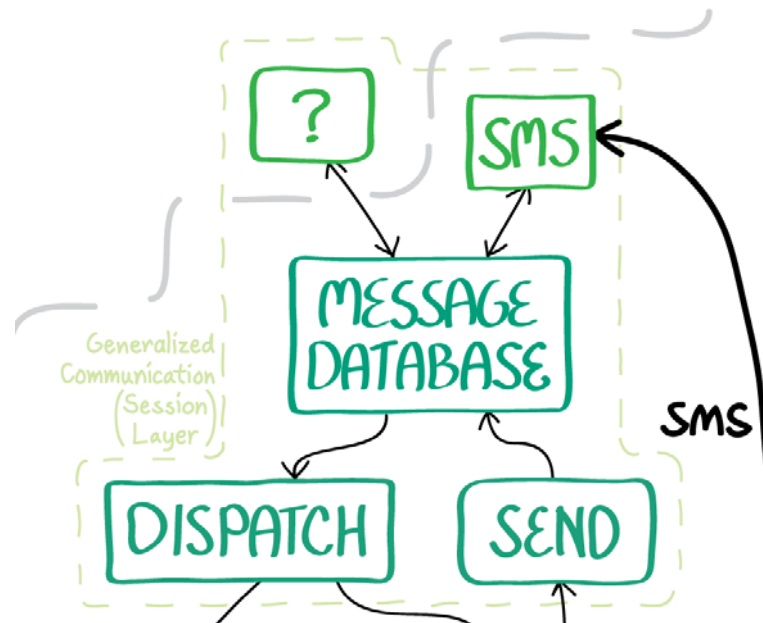 ?
SMS
MESSAGE
DATABASE
Generalized
Communication
(Session
Layer)
SMS
DISPATCH
SEND